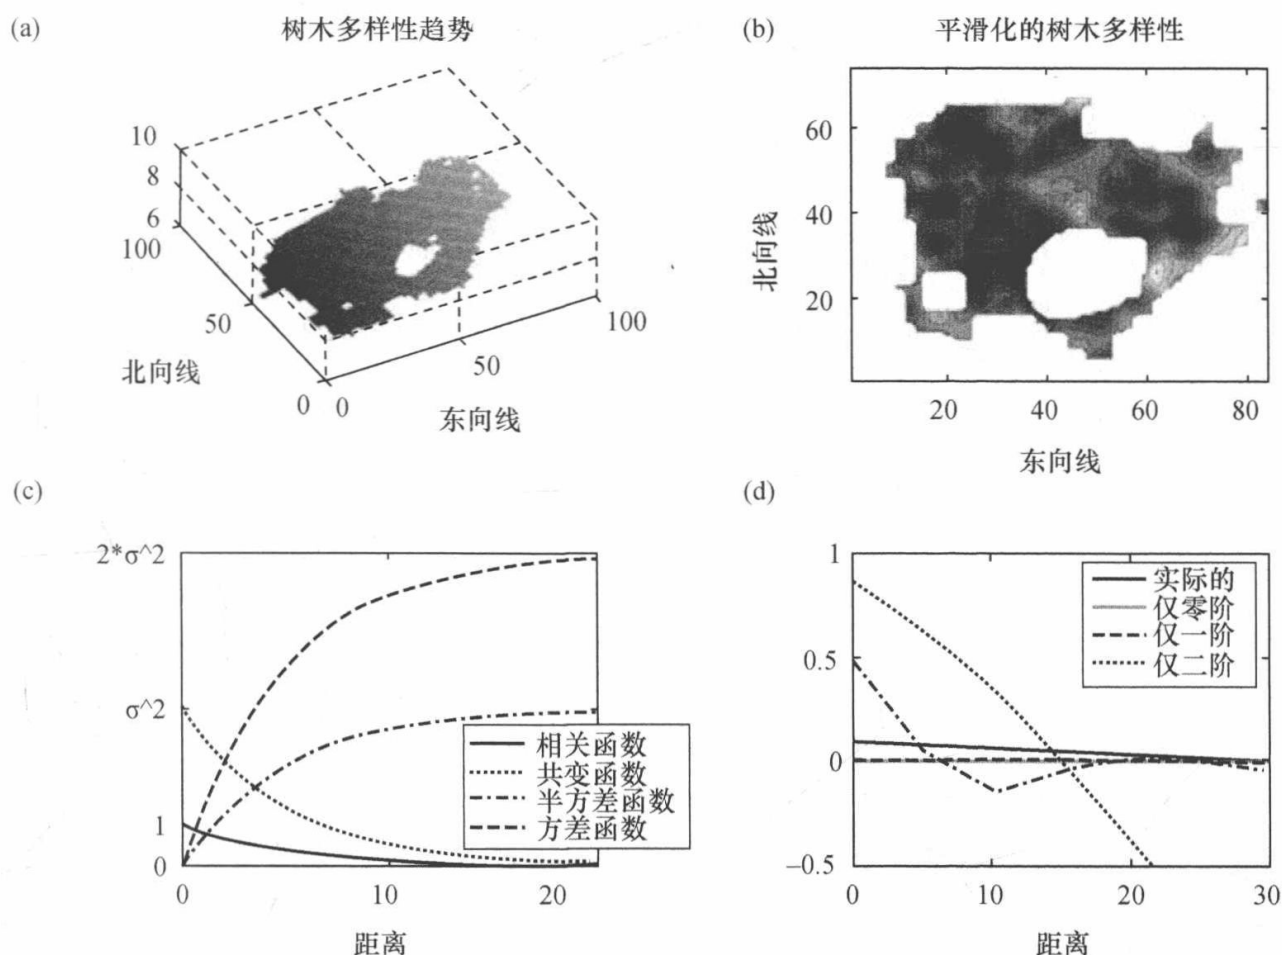 (a)
树木多样性趋势
10
8
6
100
50
0
0
50
100
北向线
东向线
(b)
平滑化的树木多样性
60
40
20
20
40
60
80
北向线
东向线
(c)
2*σ^2
σ^2
1
0
0
10
20
距离
相关函数
共变函数
半方差函数
方差函数
(d)
1
0.5
0
-0.5
0
10
20
30
距离
实际的
仅零阶
仅一阶
仅二阶